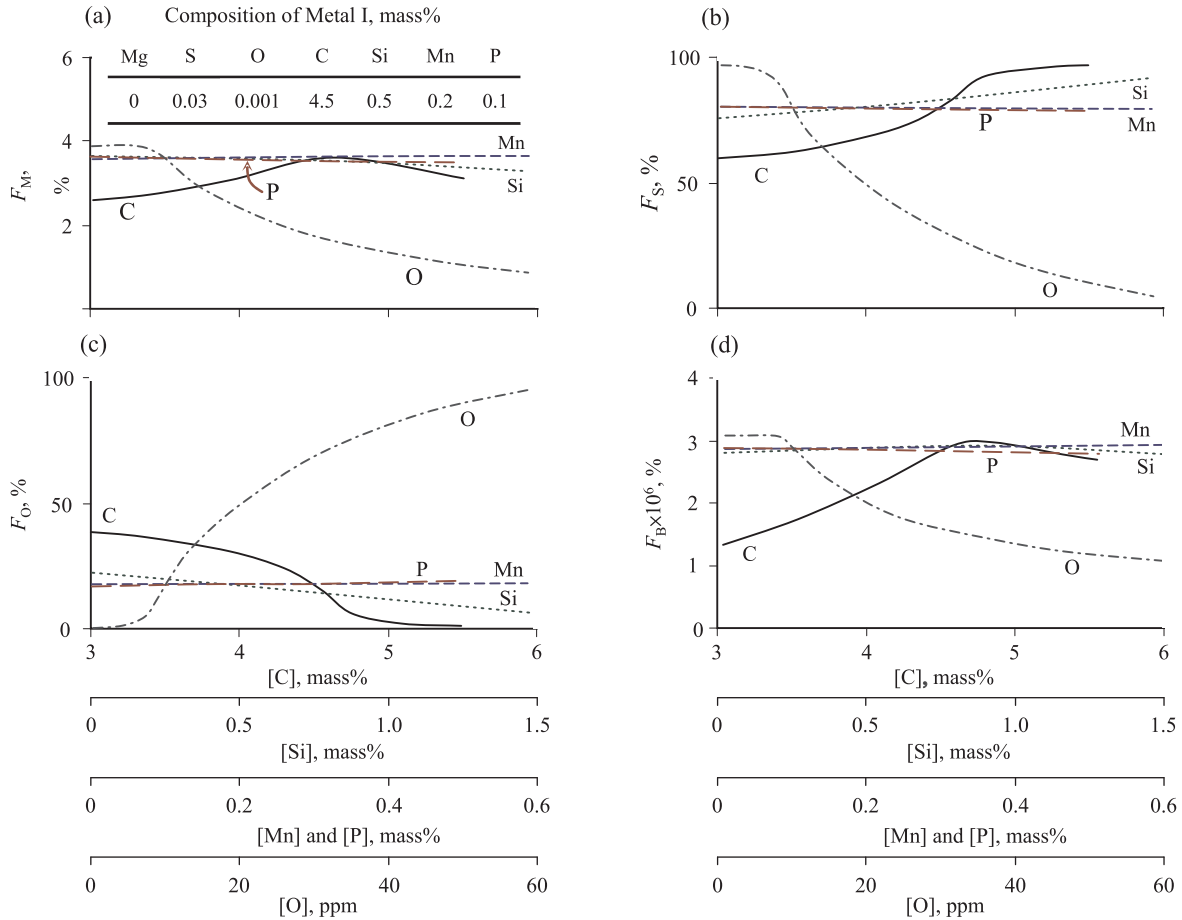 (a)
Composition of Metal I, mass%
Mg S O C Si Mn P
0 0.03 0.001 4.5 0.5 0.2 0.1
6
4
2
F_M, %
Mn
Si
P
C
O
(b)
100
50
0
F_S, %
Si
Mn
P
C
O
(c)
100
50
0
F_O, %
C
O
P
Mn
Si
3 4 5 6
[C], mass%
0 0.5 1.0 1.5
[Si], mass%
0 0.2 0.4 0.6
[Mn] and [P], mass%
0 20 40 60
[O], ppm
(d)
4
3
2
1
0
F_B×10⁶, %
Mn
Si
P
C
O
3 4 5 6
[C], mass%
0 0.5 1.0 1.5
[Si], mass%
0 0.2 0.4 0.6
[Mn] and [P], mass%
0 20 40 60
[O], ppm